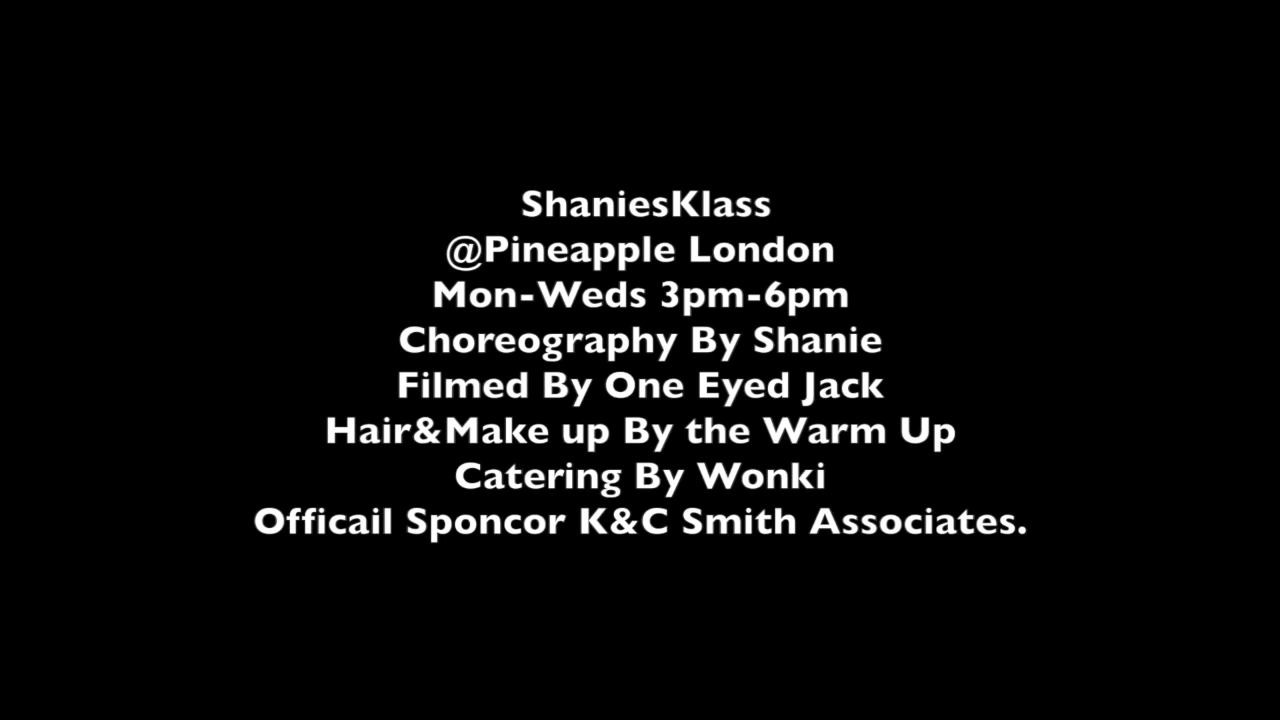 ShaniesKlass
@Pineapple London
Mon-Weds 3pm-6pm
Choreography By Shanie
Filmed By One Eyed Jack
Hair&Make up By the Warm Up
Catering By Wonki
Officail Sponcor K&C Smith Associates.